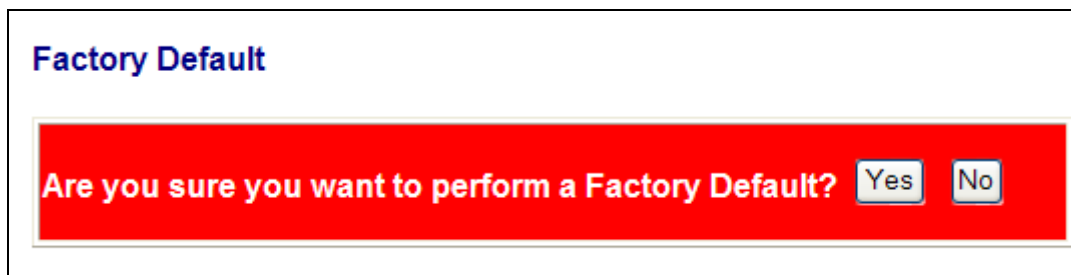 Factory Default
Are you sure you want to perform a Factory Default? Yes No